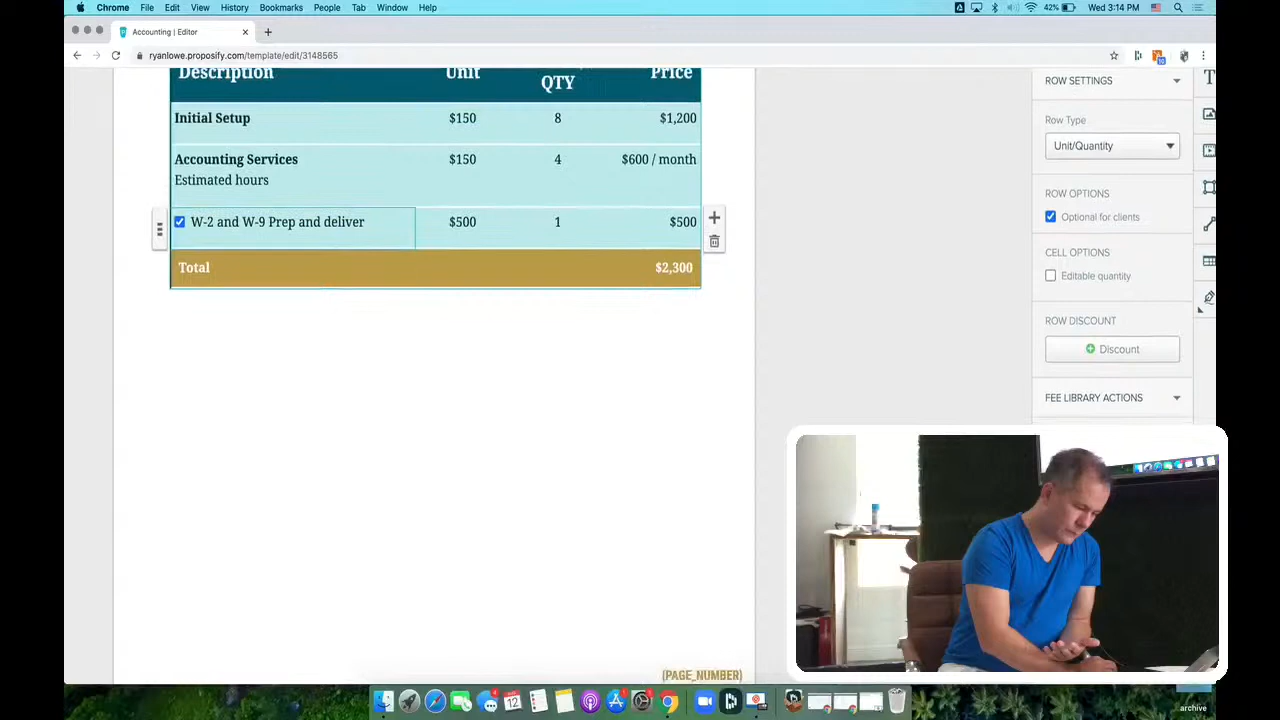 Chrome File Edit View History Bookmarks People Tab Window Help
42% Wed 3:14 PM
Accounting | Editor
ryanlowe.proposify.com/template/edit/3148565
Description Unit QTY Price
Initial Setup $150 8 $1,200
Accounting Services $150 4 $600 / month
Estimated hours
W-2 and W-9 Prep and deliver $500 1 $500
Total $2,300
{PAGE_NUMBER}
ROW SETTINGS
Row Type
Unit/Quantity
ROW OPTIONS
Optional for clients
CELL OPTIONS
Editable quantity
ROW DISCOUNT
Discount
FEE LIBRARY ACTIONS
archive